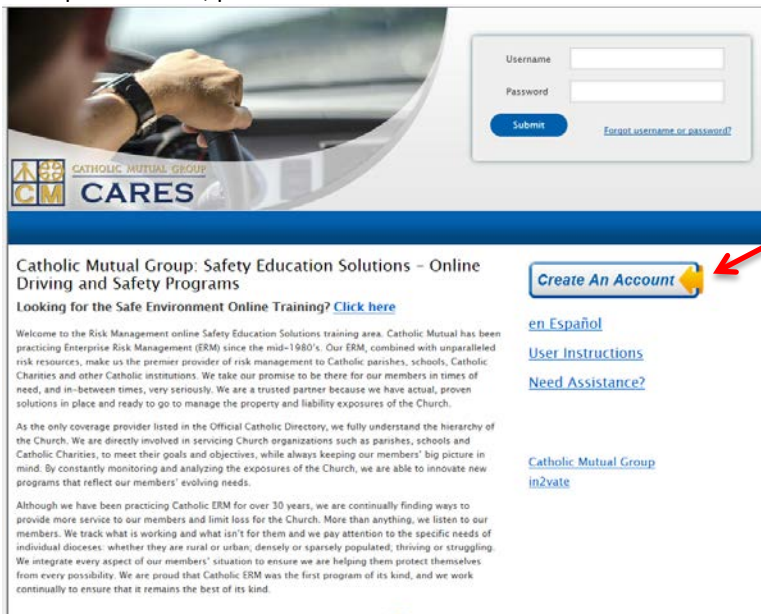 Username
Password
Submit
Forgot username or password?
CATHOLIC MUTUAL GROUP
CM
CARES
Catholic Mutual Group: Safety Education Solutions – Online
Driving and Safety Programs
Looking for the Safe Environment Online Training? Click here
Welcome to the Risk Management online Safety Education Solutions training area. Catholic Mutual has been
practicing Enterprise Risk Management (ERM) since the mid-1980's. Our ERM, combined with unparalleled
risk resources, make us the premier provider of risk management to Catholic parishes, schools, Catholic
Charities and other Catholic institutions. We take our promise to be there for our members in times of
need, and in-between times, very seriously. We are a trusted partner because we have actual, proven
solutions in place and ready to go to manage the property and liability exposures of the Church.
As the only coverage provider listed in the Official Catholic Directory, we fully understand the hierarchy of
the Church. We are directly involved in servicing Church organizations such as parishes, schools and
Catholic Charities, to meet their goals and objectives, while always keeping our members' big picture in
mind. By constantly monitoring and analyzing the exposures of the Church, we are able to innovate new
programs that reflect our members' evolving needs.
Although we have been practicing Catholic ERM for over 30 years, we are continually finding ways to
provide more service to our members and limit loss for the Church. More than anything, we listen to our
members. We track what is working and what isn't for them and we pay attention to the specific needs of
individual dioceses: whether they are rural or urban; densely or sparsely populated; thriving or struggling.
We integrate every aspect of our members' situation to ensure we are helping them protect themselves
from every possibility. We are proud that Catholic ERM was the first program of its kind, and we work
continually to ensure that it remains the best of its kind.
Create An Account
en Español
User Instructions
Need Assistance?
Catholic Mutual Group
in2vate